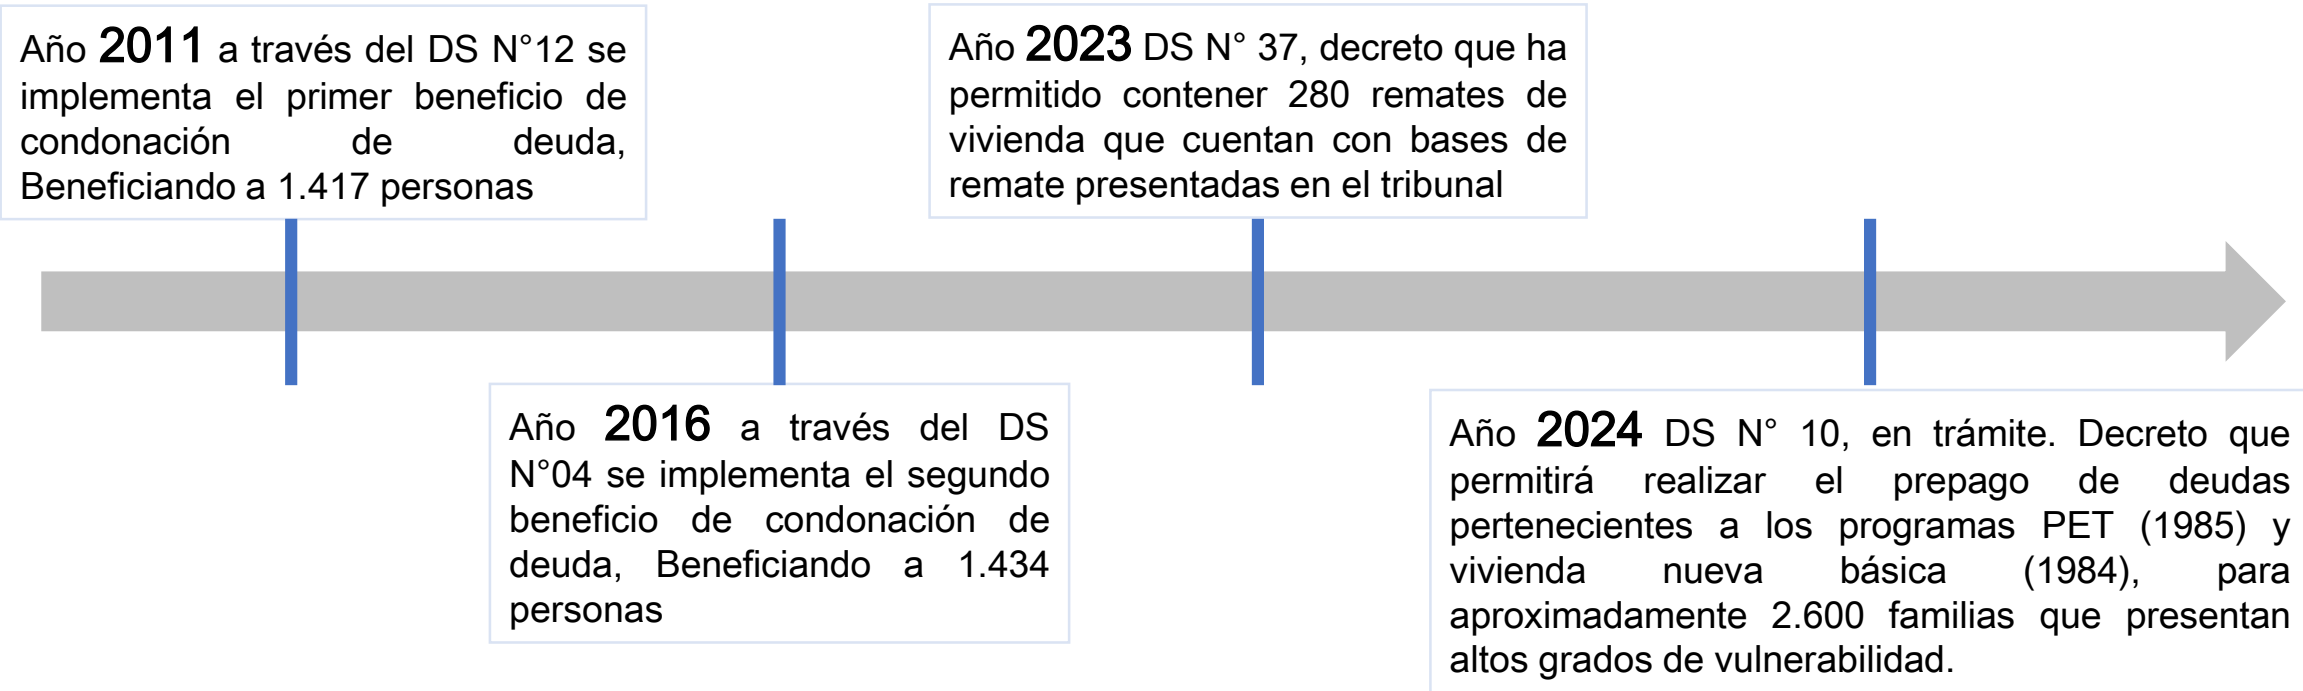 Año 2011 a través del DS N°12 se
implementa el primer beneficio de
condonación de deuda,
Beneficiando a 1.417 personas
Año 2016 a través del DS
N°04 se implementa el segundo
beneficio de condonación de
deuda, Beneficiando a 1.434
personas
Año 2023 DS N° 37, decreto que ha
permitido contener 280 remates de
vivienda que cuentan con bases de
remate presentadas en el tribunal
Año 2024 DS N° 10, en trámite. Decreto que
permitirá realizar el prepago de deudas
pertenecientes a los programas PET (1985) y
vivienda nueva básica (1984), para
aproximadamente 2.600 familias que presentan
altos grados de vulnerabilidad.